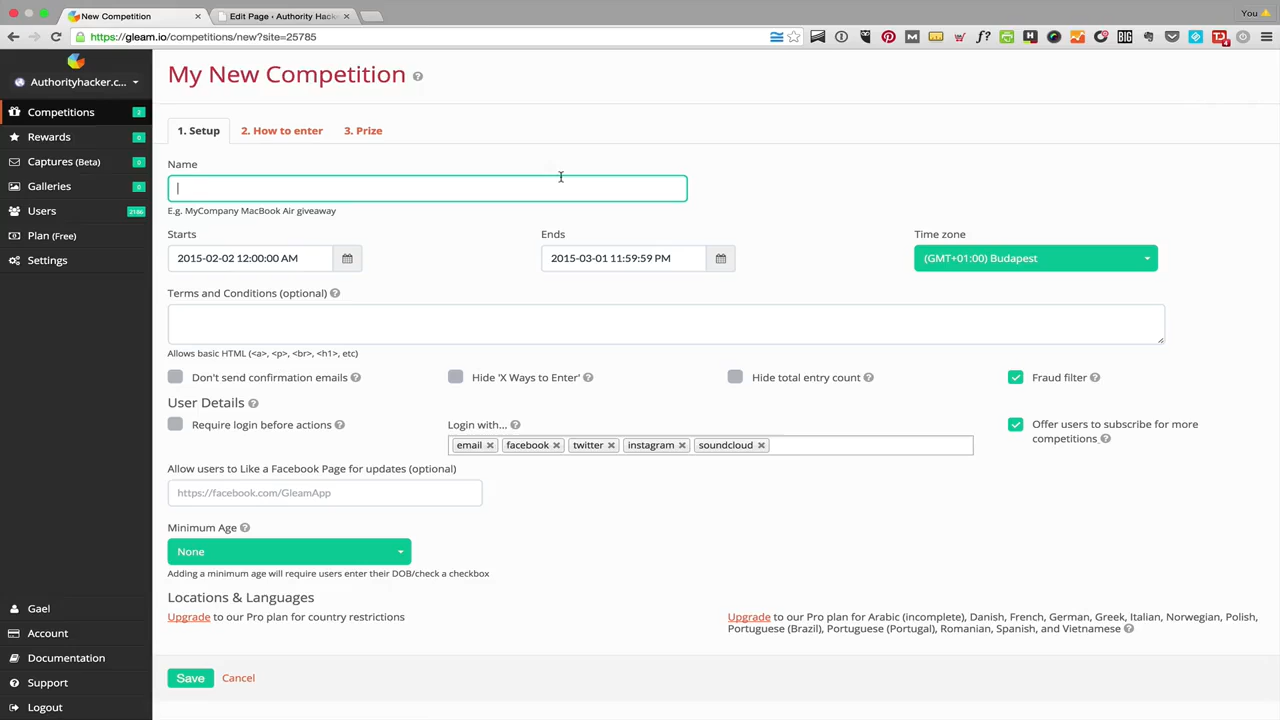 New Competition
Edit Page ‹ Authority Hack
You
https://gleam.io/competitions/new?site=25785
Authorityhacker.c...
Competitions 2
Rewards 0
Captures (Beta) 0
Galleries 0
Users 2186
Plan (Free)
Settings
Gael
Account
Documentation
Support
Logout
My New Competition
1. Setup
2. How to enter
3. Prize
Name
E.g. MyCompany MacBook Air giveaway
Starts
Ends
Time zone
2015-02-02 12:00:00 AM
2015-03-01 11:59:59 PM
(GMT+01:00) Budapest
Terms and Conditions (optional)
Allows basic HTML (<a>, <p>, <br>, <h1>, etc)
Don't send confirmation emails
Hide 'X Ways to Enter'
Hide total entry count
Fraud filter
User Details
Require login before actions
Login with...
email
facebook
twitter
instagram
soundcloud
Offer users to subscribe for more
competitions
Allow users to Like a Facebook Page for updates (optional)
https://facebook.com/GleamApp
Minimum Age
None
Adding a minimum age will require users enter their DOB/check a checkbox
Locations & Languages
Upgrade to our Pro plan for country restrictions
Upgrade to our Pro plan for Arabic (incomplete), Danish, French, German, Greek, Italian, Norwegian, Polish,
Portuguese (Brazil), Portuguese (Portugal), Romanian, Spanish, and Vietnamese
Save
Cancel